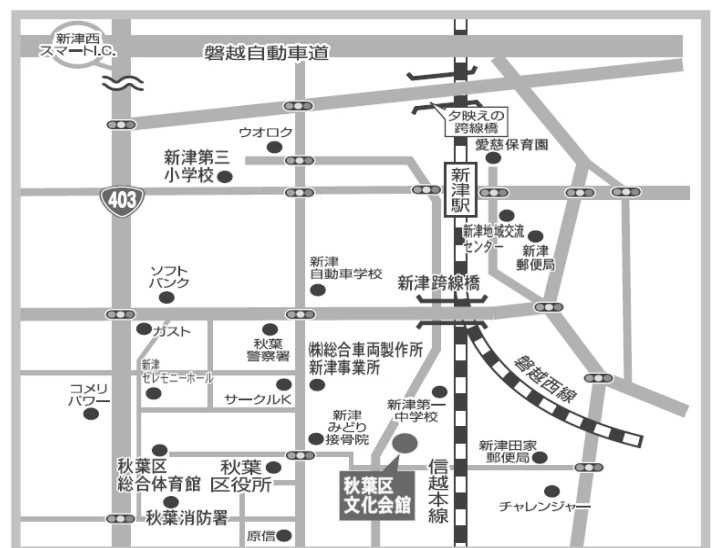 新津西
スマートI.C.
磐越自動車道
夕映えの
跨線橋
ウオロク
愛慈保育園
新津第三
小学校
新津駅
403
新津地域交流
センター
新津
郵便局
新津
自動車学校
新津跨線橋
ソフト
バンク
ガスト
秋葉
警察署
㈱総合車両製作所
新津事業所
新津
セレモニーホール
磐越西線
コメリ
パワー
サークルK
新津第一
中学校
新津
みどり
接骨院
新津田家
郵便局
秋葉区
総合体育館
秋葉
区役所
秋葉区
文化会館
信越本線
チャレンジャー
秋葉消防署
原信